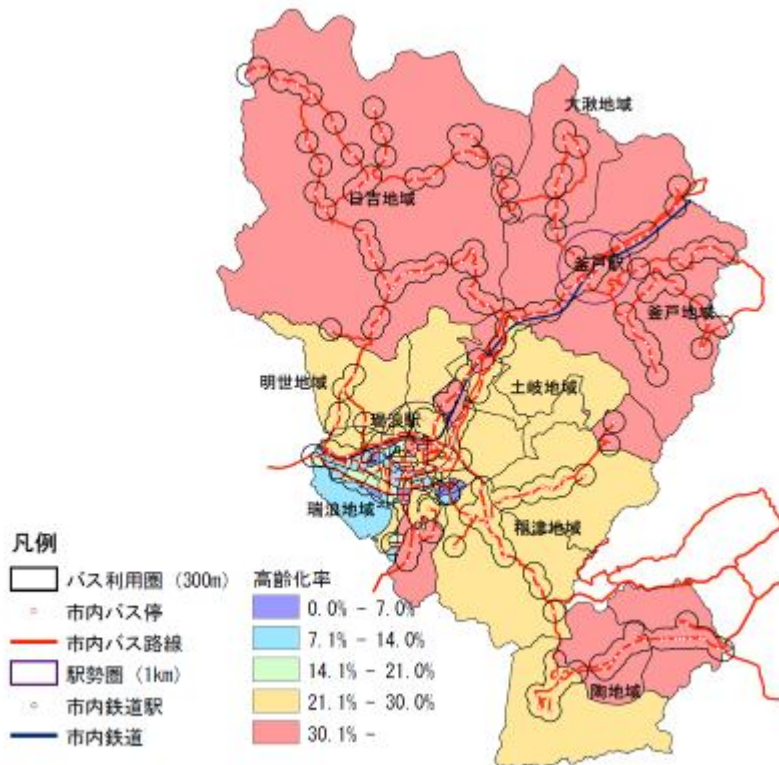 大湫地域
日吉地域
釜戸駅
釜戸地域
明世地域
土岐地域
瑞浪駅
瑞浪地域
稲津地域
陶地域
凡例
バス利用圏 (300m)
市内バス停
市内バス路線
駅勢圏 (1km)
市内鉄道駅
市内鉄道
高齢化率
0.0% - 7.0%
7.1% - 14.0%
14.1% - 21.0%
21.1% - 30.0%
30.1% -